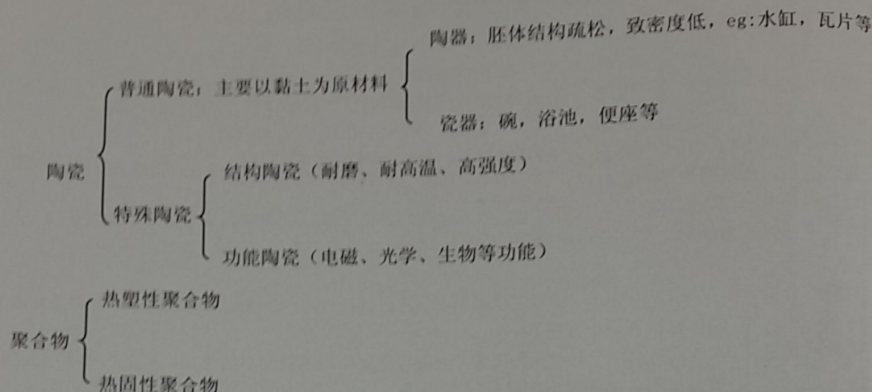 陶器：胚体结构疏松，致密度低，eg:水缸，瓦片等
普通陶瓷：主要以黏土为原材料
瓷器：碗，浴池，便座等
陶瓷
结构陶瓷（耐磨、耐高温、高强度）
特殊陶瓷
功能陶瓷（电磁、光学、生物等功能）
热塑性聚合物
聚合物
热固性聚合物